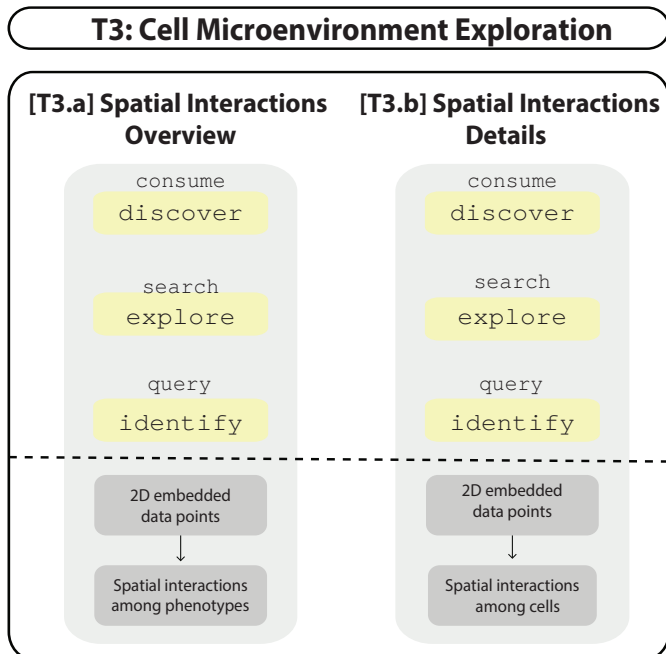 T3: Cell Microenvironment Exploration
[T3.a] Spatial Interactions
Overview
consume
discover
search
explore
query
identify
2D embedded
data points
Spatial interactions
among phenotypes
[T3.b] Spatial Interactions
Details
consume
discover
search
explore
query
identify
2D embedded
data points
Spatial interactions
among cells